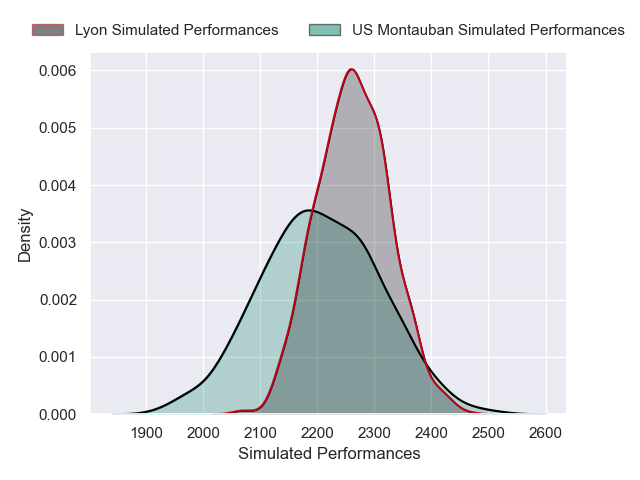 Lyon Simulated Performances US Montauban Simulated Performances
0.006
0.005
0.004
0.003
0.002
0.001
0.000
Density
1900 2000 2100 2200 2300 2400 2500 2600
Simulated Performances